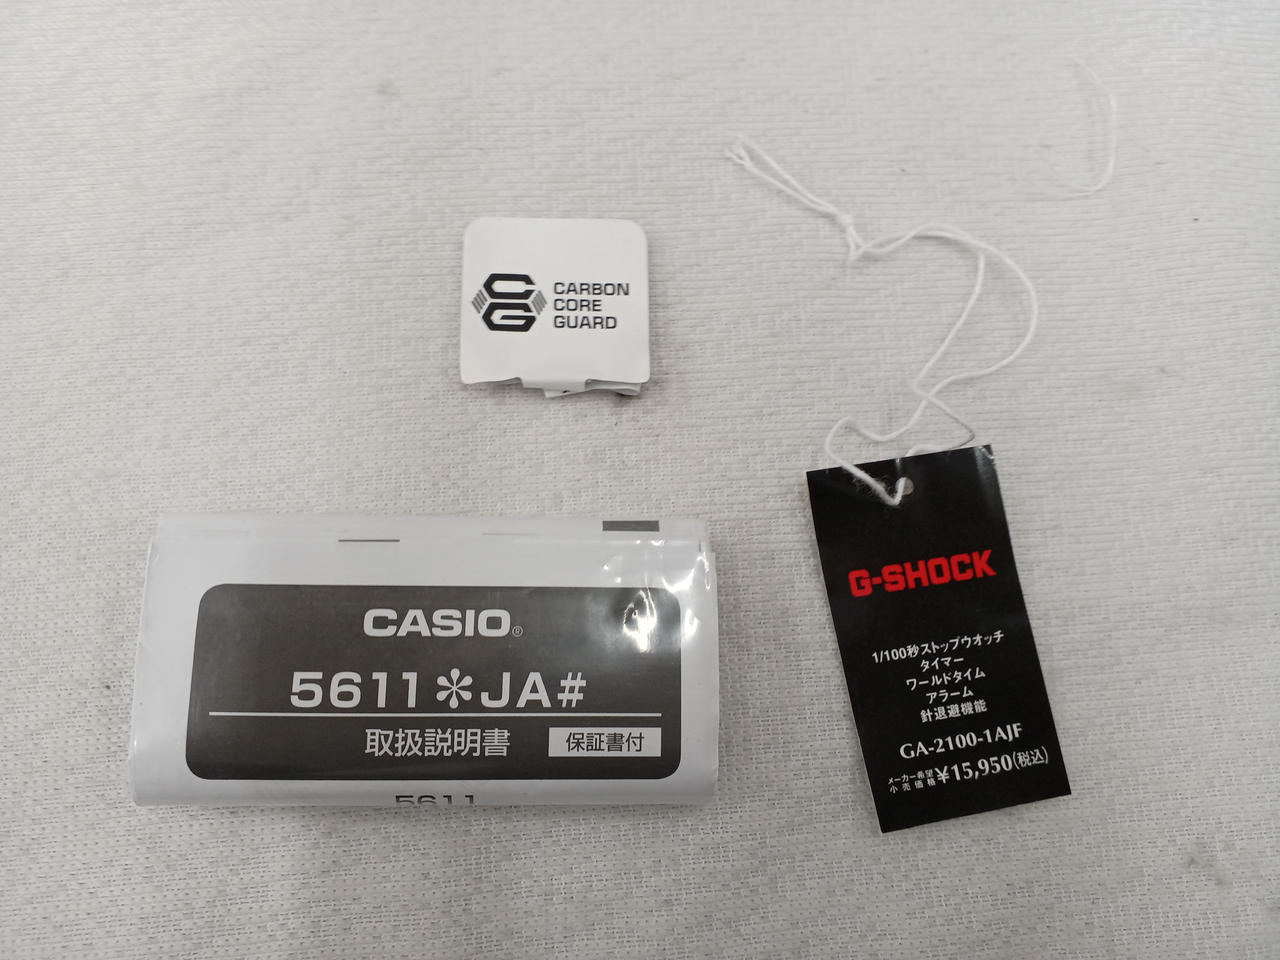 CARBON
CORE
GUARD
CASIO®
5611✽JA#
取扱説明書 保証書付
5611
G-SHOCK
1/100秒ストップウオッチ
タイマー
ワールドタイム
アラーム
針退避機能
GA-2100-1AJF
メーカー希望小売価格 ¥15,950(税込)